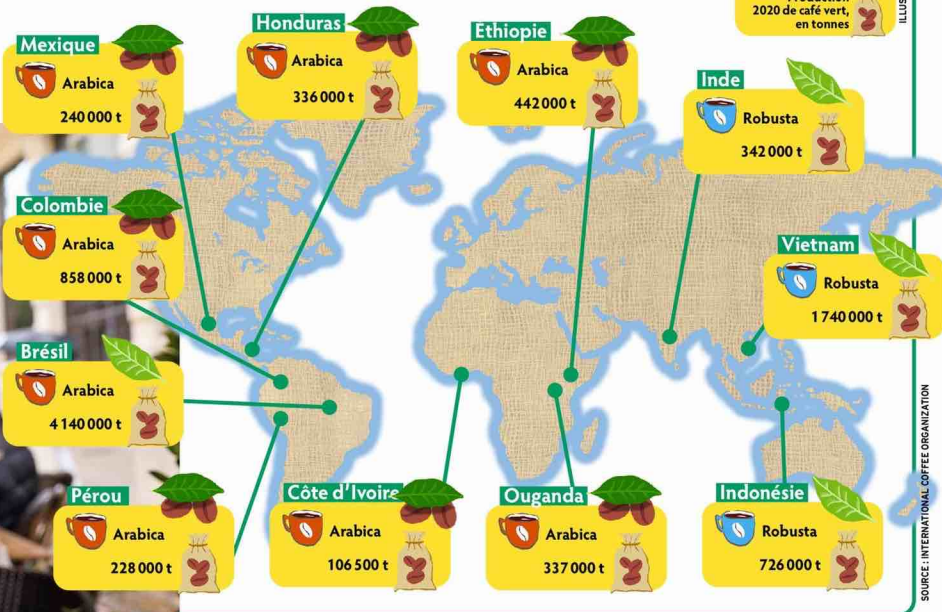 2020 de café vert,
en tonnes
Mexique
Arabica
240 000 t
Honduras
Arabica
336 000 t
Ethiopie
Arabica
442 000 t
Inde
Robusta
342 000 t
Colombie
Arabica
858 000 t
Vietnam
Robusta
1 740 000 t
Brésil
Arabica
4 140 000 t
Pérou
Arabica
228 000 t
Côte d'Ivoire
Arabica
106 500 t
Ouganda
Arabica
337 000 t
Indonésie
Robusta
726 000 t
SOURCE : INTERNATIONAL COFFEE ORGANIZATION